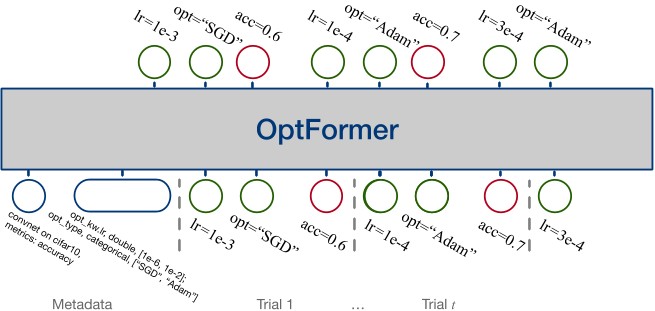 lr=1e-3
opt="SGD"
acc=0.6
lr=1e-4
opt="Adam"
acc=0.7
lr=3e-4
opt="Adam"
OptFormer
convnet on cifar10,
metrics: accuracy
opt_kw.lr, double, [1e-6, 1e-2];
opt_type, categorical, ["SGD", "Adam"]
lr=1e-3
opt="SGD"
acc=0.6
lr=1e-4
opt="Adam"
acc=0.7
lr=3e-4
Metadata
Trial 1
...
Trial t